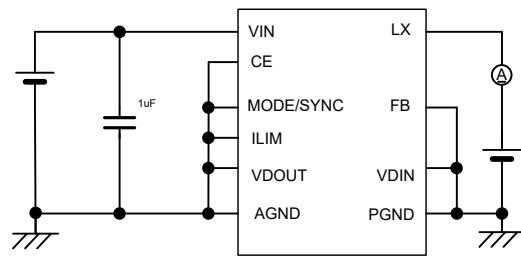 VIN LX
CE
A
1uF
MODE/SYNC FB
ILIM
VDOUT VDIN
AGND PGND